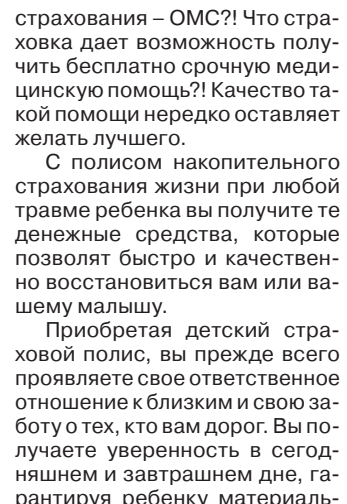 страхования – ОМС?! Что стра-
ховка дает возможность полу-
чить бесплатно срочную меди-
цинскую помощь?! Качество та-
кой помощи нередко оставляет
желать лучшего.
С полисом накопительного
страхования жизни при любой
травме ребенка вы получите те
денежные средства, которые
позволят быстро и качествен-
но восстановиться вам или ва-
шему малышу.
Приобретая детский стра-
ховой полис, вы прежде всего
проявляете свое ответственное
отношение к близким и свою за-
боту о тех, кто вам дорог. Вы по-
лучаете уверенность в сегод-
няшнем и завтрашнем дне, га-
рантируя ребенку материаль-